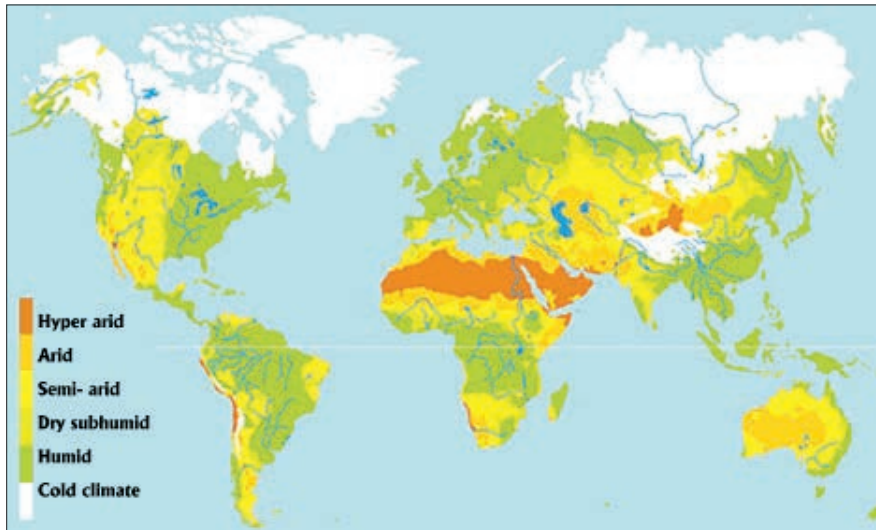 Hyper arid
Arid
Semi- arid
Dry subhumid
Humid
Cold climate